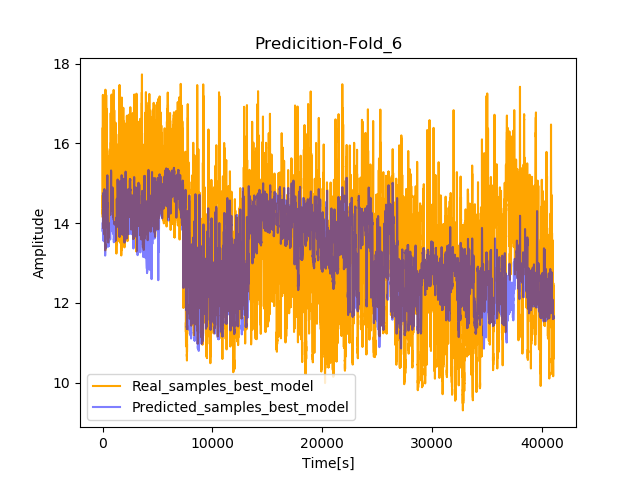 Predicition-Fold_6
18
16
14
12
10
Amplitude
Real_samples_best_model
Predicted_samples_best_model
0
10000
20000
30000
40000
Time[s]